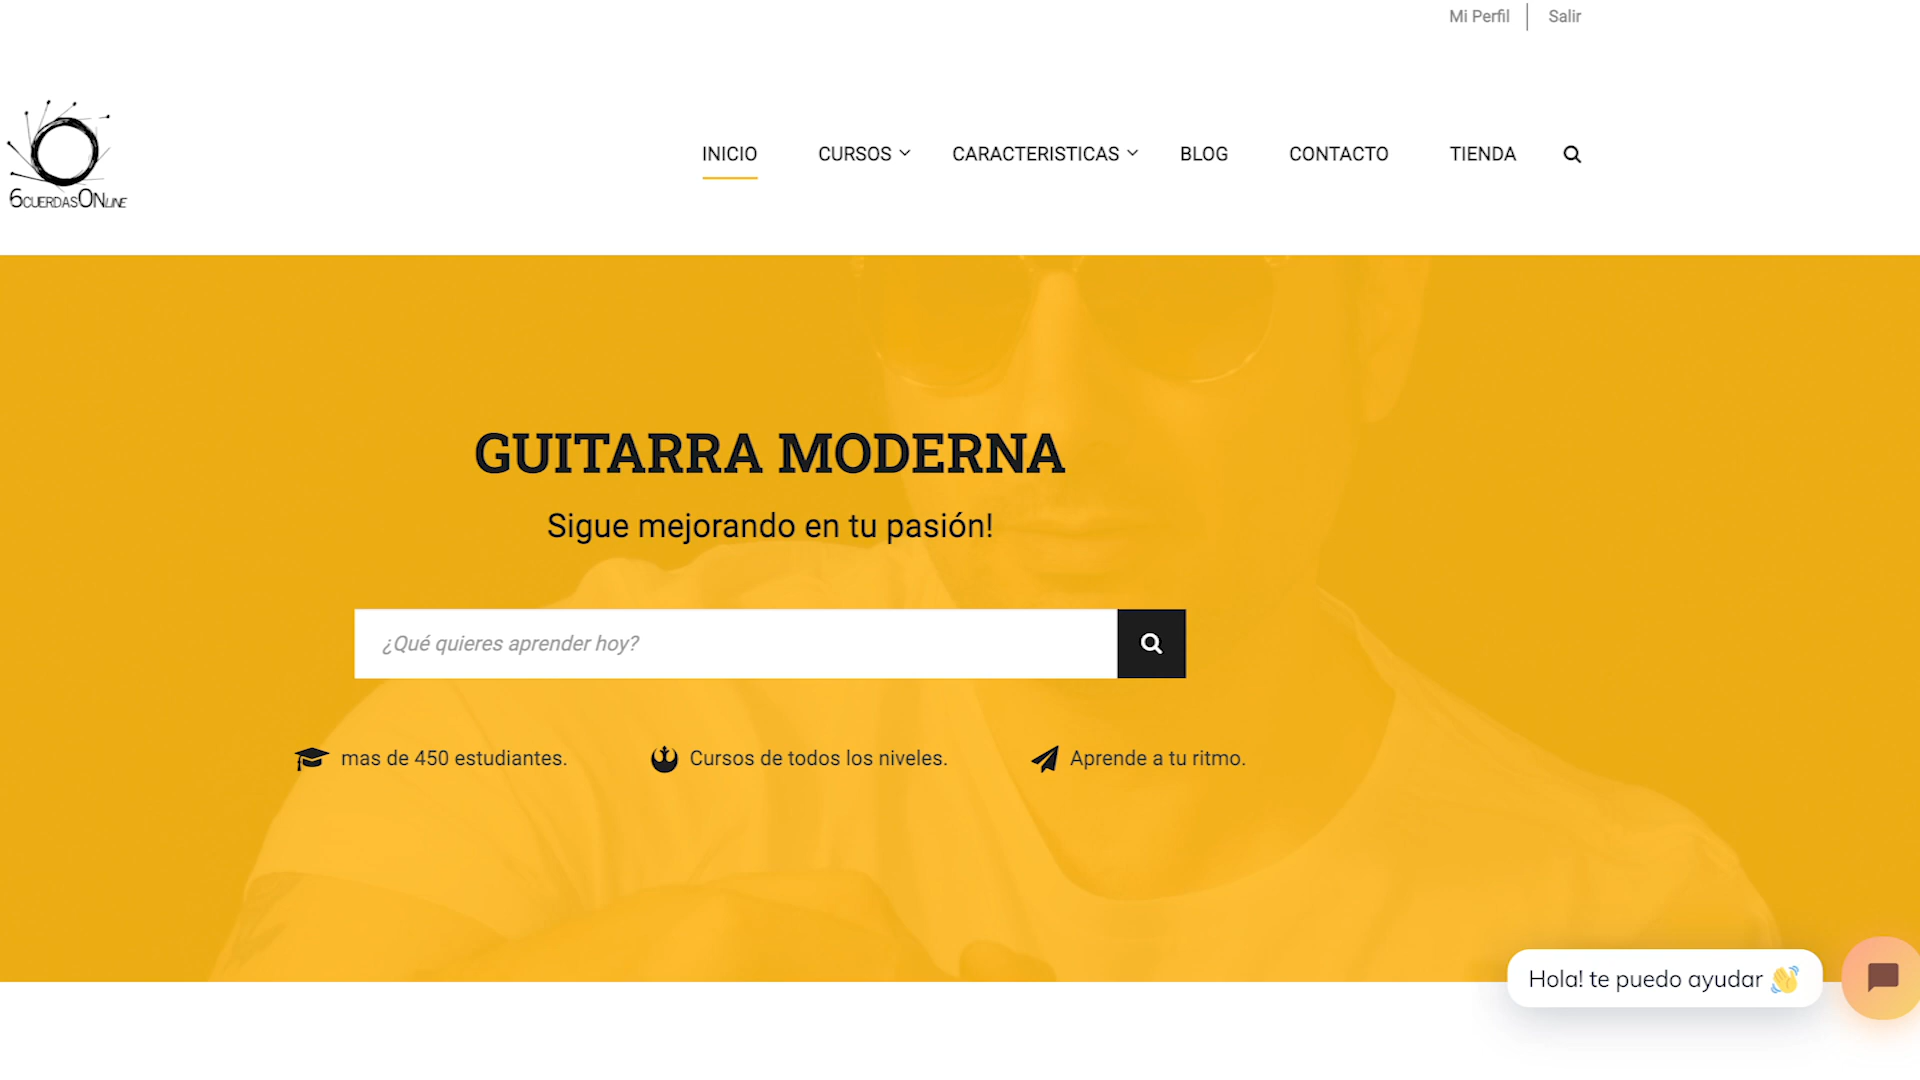 Mi Perfil
Salir
6CUERDASONLINE
INICIO
CURSOS
CARACTERISTICAS
BLOG
CONTACTO
TIENDA
GUITARRA MODERNA
Sigue mejorando en tu pasión!
¿Qué quieres aprender hoy?
mas de 450 estudiantes.
Cursos de todos los niveles.
Aprende a tu ritmo.
Hola! te puedo ayudar 👋